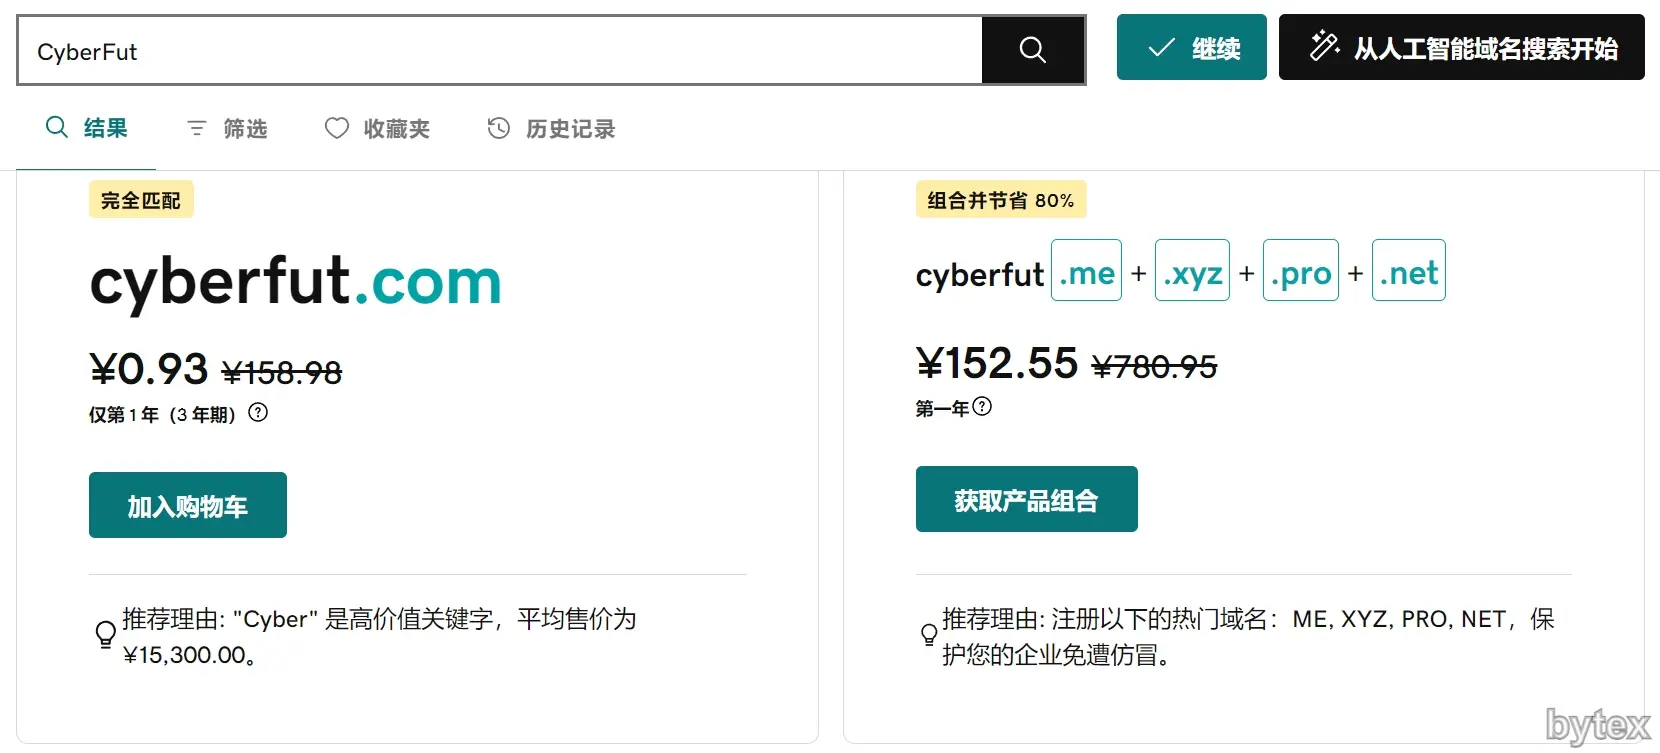 CyberFut
继续
从人工智能域名搜索开始
结果
筛选
收藏夹
历史记录
完全匹配
cyberfut.com
¥0.93 ¥158.98
仅第 1 年（3 年期）
加入购物车
推荐理由: "Cyber" 是高价值关键字，平均售价为
¥15,300.00。
组合并节省 80%
cyberfut .me + .xyz + .pro + .net
¥152.55 ¥780.95
第一年
获取产品组合
推荐理由: 注册以下的热门域名：ME, XYZ, PRO, NET，保
护您的企业免遭仿冒。
bytex